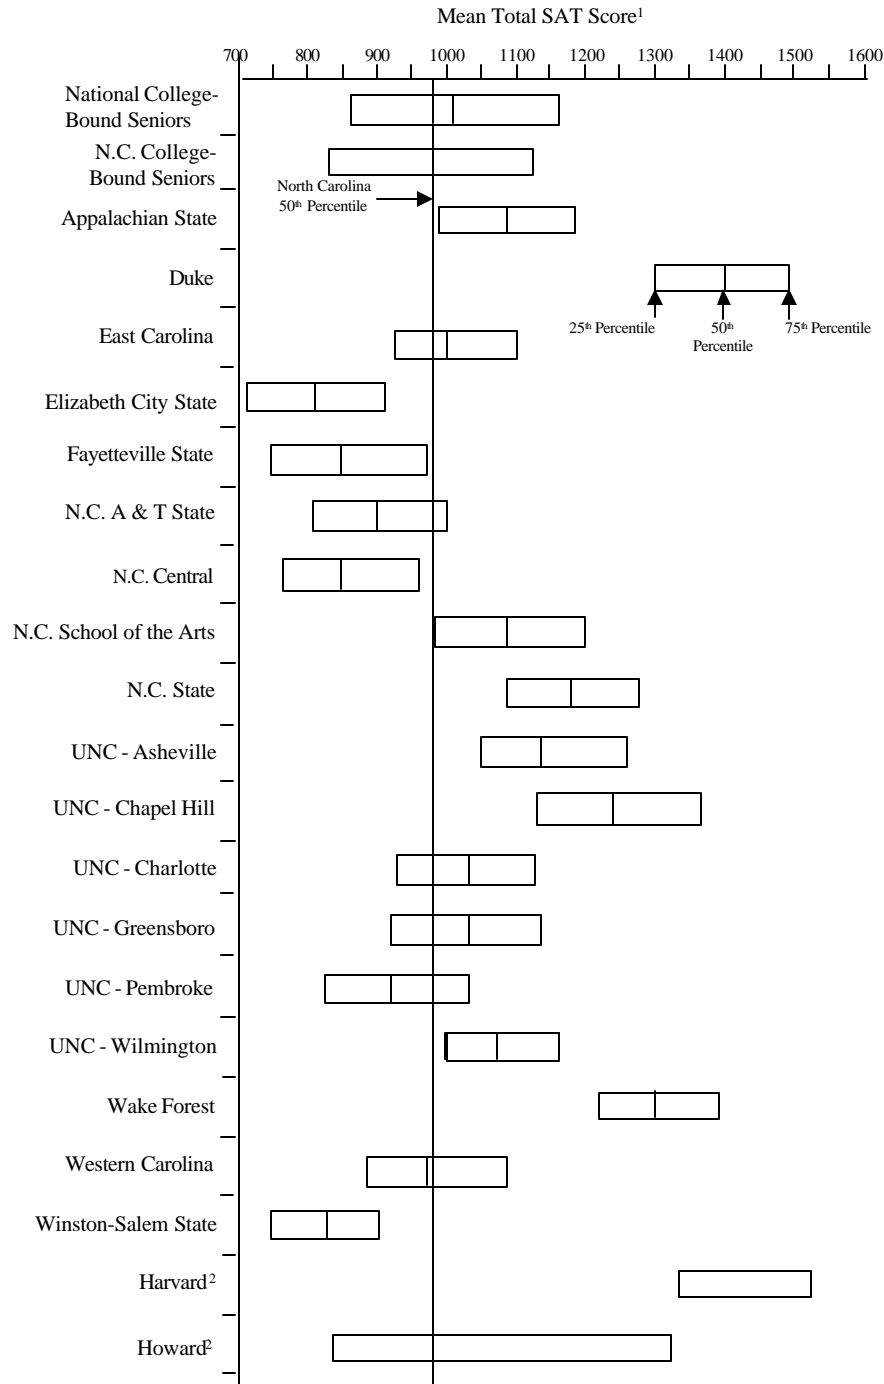 Mean Total SAT Score¹
700 800 900 1000 1100 1200 1300 1400 1500 1600
National College-
Bound Seniors
N.C. College-
Bound Seniors
North Carolina
50th Percentile
Appalachian State
Duke
25th Percentile
50th
Percentile
75th Percentile
East Carolina
Elizabeth City State
Fayetteville State
N.C. A & T State
N.C. Central
N.C. School of the Arts
N.C. State
UNC - Asheville
UNC - Chapel Hill
UNC - Charlotte
UNC - Greensboro
UNC - Pembroke
UNC - Wilmington
Wake Forest
Western Carolina
Winston-Salem State
Harvard²
Howard²